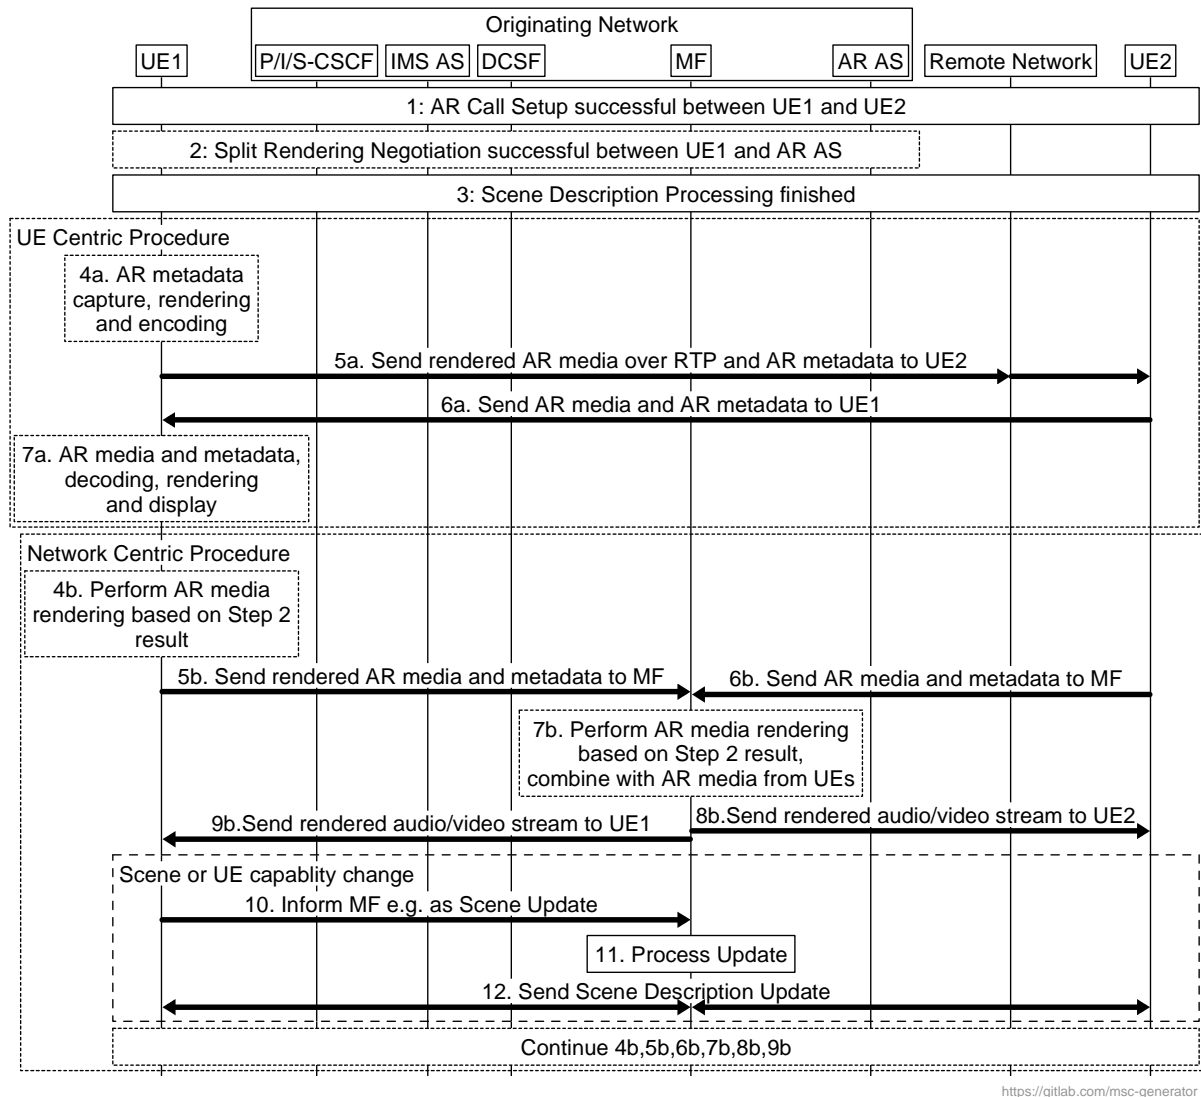 Originating Network
UE1 P/I/S-CSCF IMS AS DCSF MF AR AS Remote Network UE2
1: AR Call Setup successful between UE1 and UE2
2: Split Rendering Negotiation successful between UE1 and AR AS
3: Scene Description Processing finished
UE Centric Procedure
4a. AR metadata
capture, rendering
and encoding
5a. Send rendered AR media over RTP and AR metadata to UE2
6a. Send AR media and AR metadata to UE1
7a. AR media and metadata,
decoding, rendering
and display
Network Centric Procedure
4b. Perform AR media
rendering based on Step 2
result
5b. Send rendered AR media and metadata to MF
6b. Send AR media and metadata to MF
7b. Perform AR media rendering
based on Step 2 result,
combine with AR media from UEs
8b.Send rendered audio/video stream to UE2
9b.Send rendered audio/video stream to UE1
Scene or UE capablity change
10. Inform MF e.g. as Scene Update
11. Process Update
12. Send Scene Description Update
Continue 4b,5b,6b,7b,8b,9b
https://gitlab.com/msc-generator